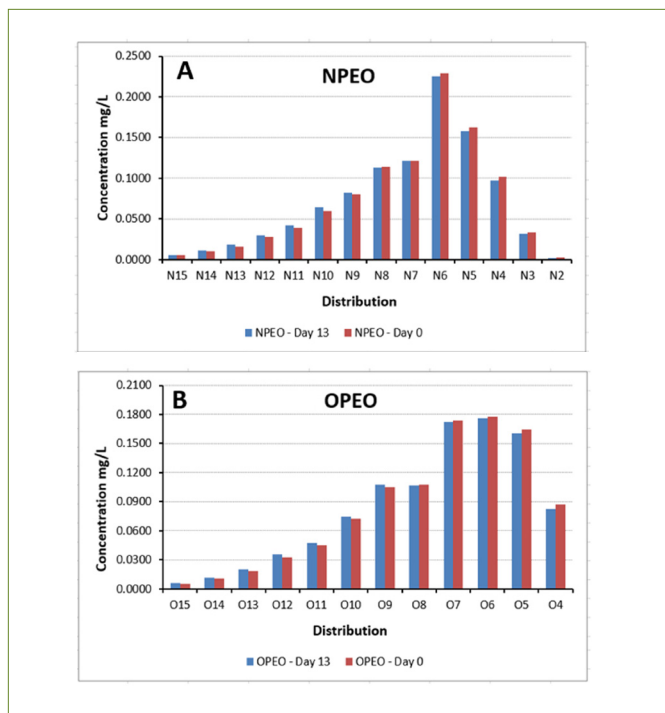 A
NPEO
0.2500
0.2000
0.1500
0.1000
0.0500
0.0000
Concentration mg/L
N15 N14 N13 N12 N11 N10 N9 N8 N7 N6 N5 N4 N3 N2
Distribution
NPEO - Day 13 NPEO - Day 0
B
OPEO
0.2100
0.1800
0.1500
0.1200
0.0900
0.0600
0.0300
0.0000
Concentration mg/L
O15 O14 O13 O12 O11 O10 O9 O8 O7 O6 O5 O4
Distribution
OPEO - Day 13 OPEO - Day 0